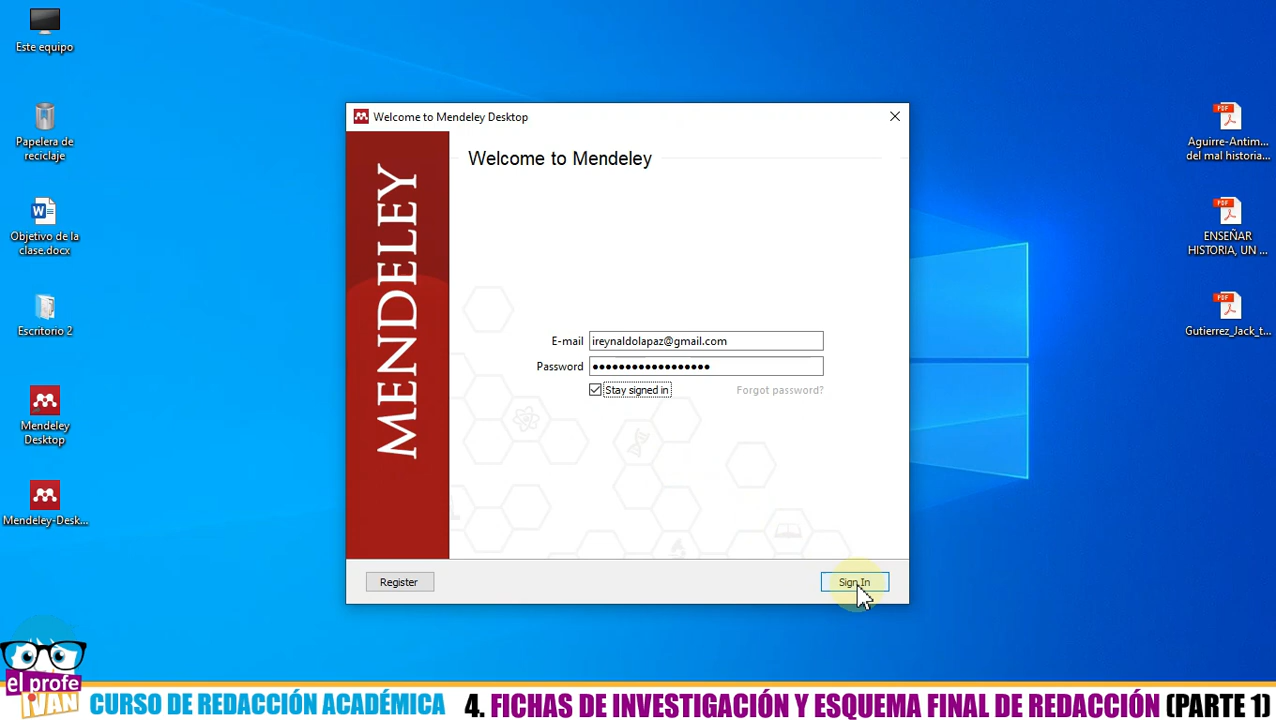 Este equipo
Papelera de
reciclaje
Objetivo de la
clase.docx
Escritorio 2
Mendeley
Desktop
Mendeley-Desk...
Welcome to Mendeley Desktop
MENDELEY
Welcome to Mendeley
E-mail
ireynaldolapaz@gmail.com
Password
••••••••••••••••••
Stay signed in
Forgot password?
Register
Sign In
PDF
Aguirre-Antim...
del mal historia...
PDF
ENSEÑAR
HISTORIA, UN ...
PDF
Gutierrez_Jack_t...
el profe
iVAN
CURSO DE REDACCIÓN ACADÉMICA
4. FICHAS DE INVESTIGACIÓN Y ESQUEMA FINAL DE REDACCIÓN (PARTE 1)